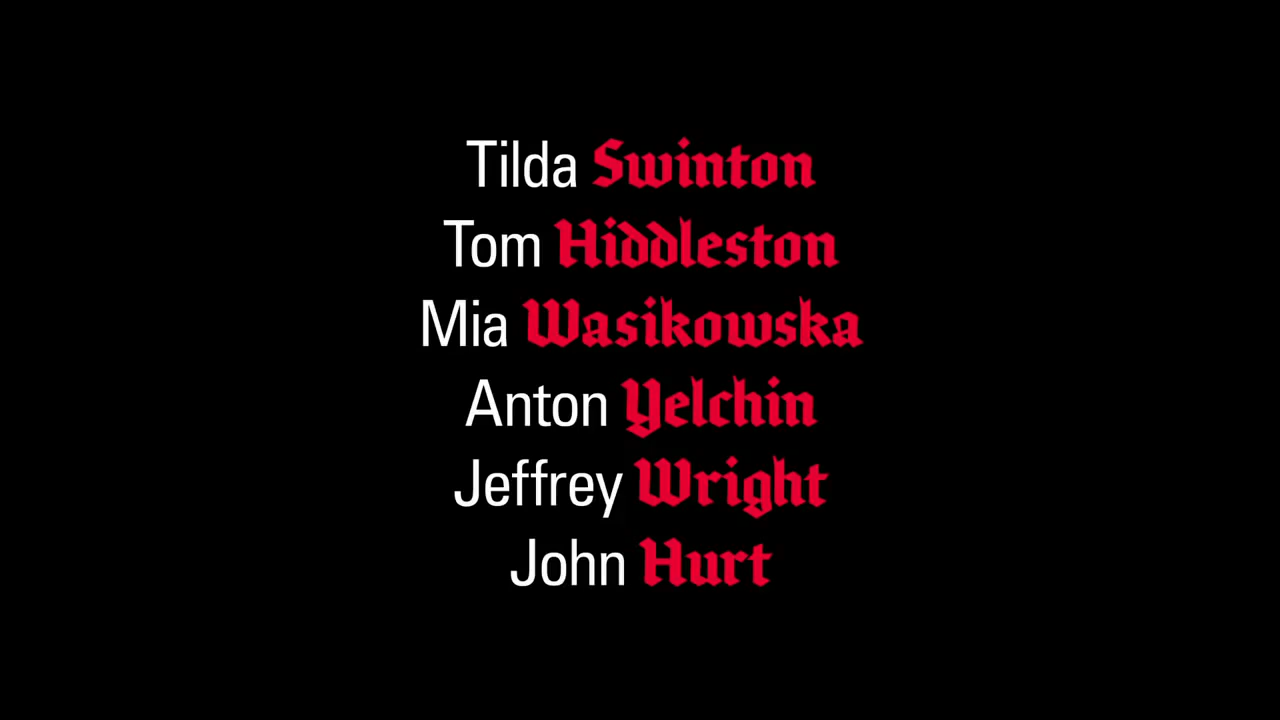 Tilda Swinton
Tom Hiddleston
Mia Wasikowska
Anton Yelchin
Jeffrey Wright
John Hurt